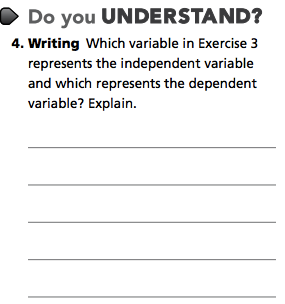 Do you UNDERSTAND?
4. Writing Which variable in Exercise 3
represents the independent variable
and which represents the dependent
variable? Explain.